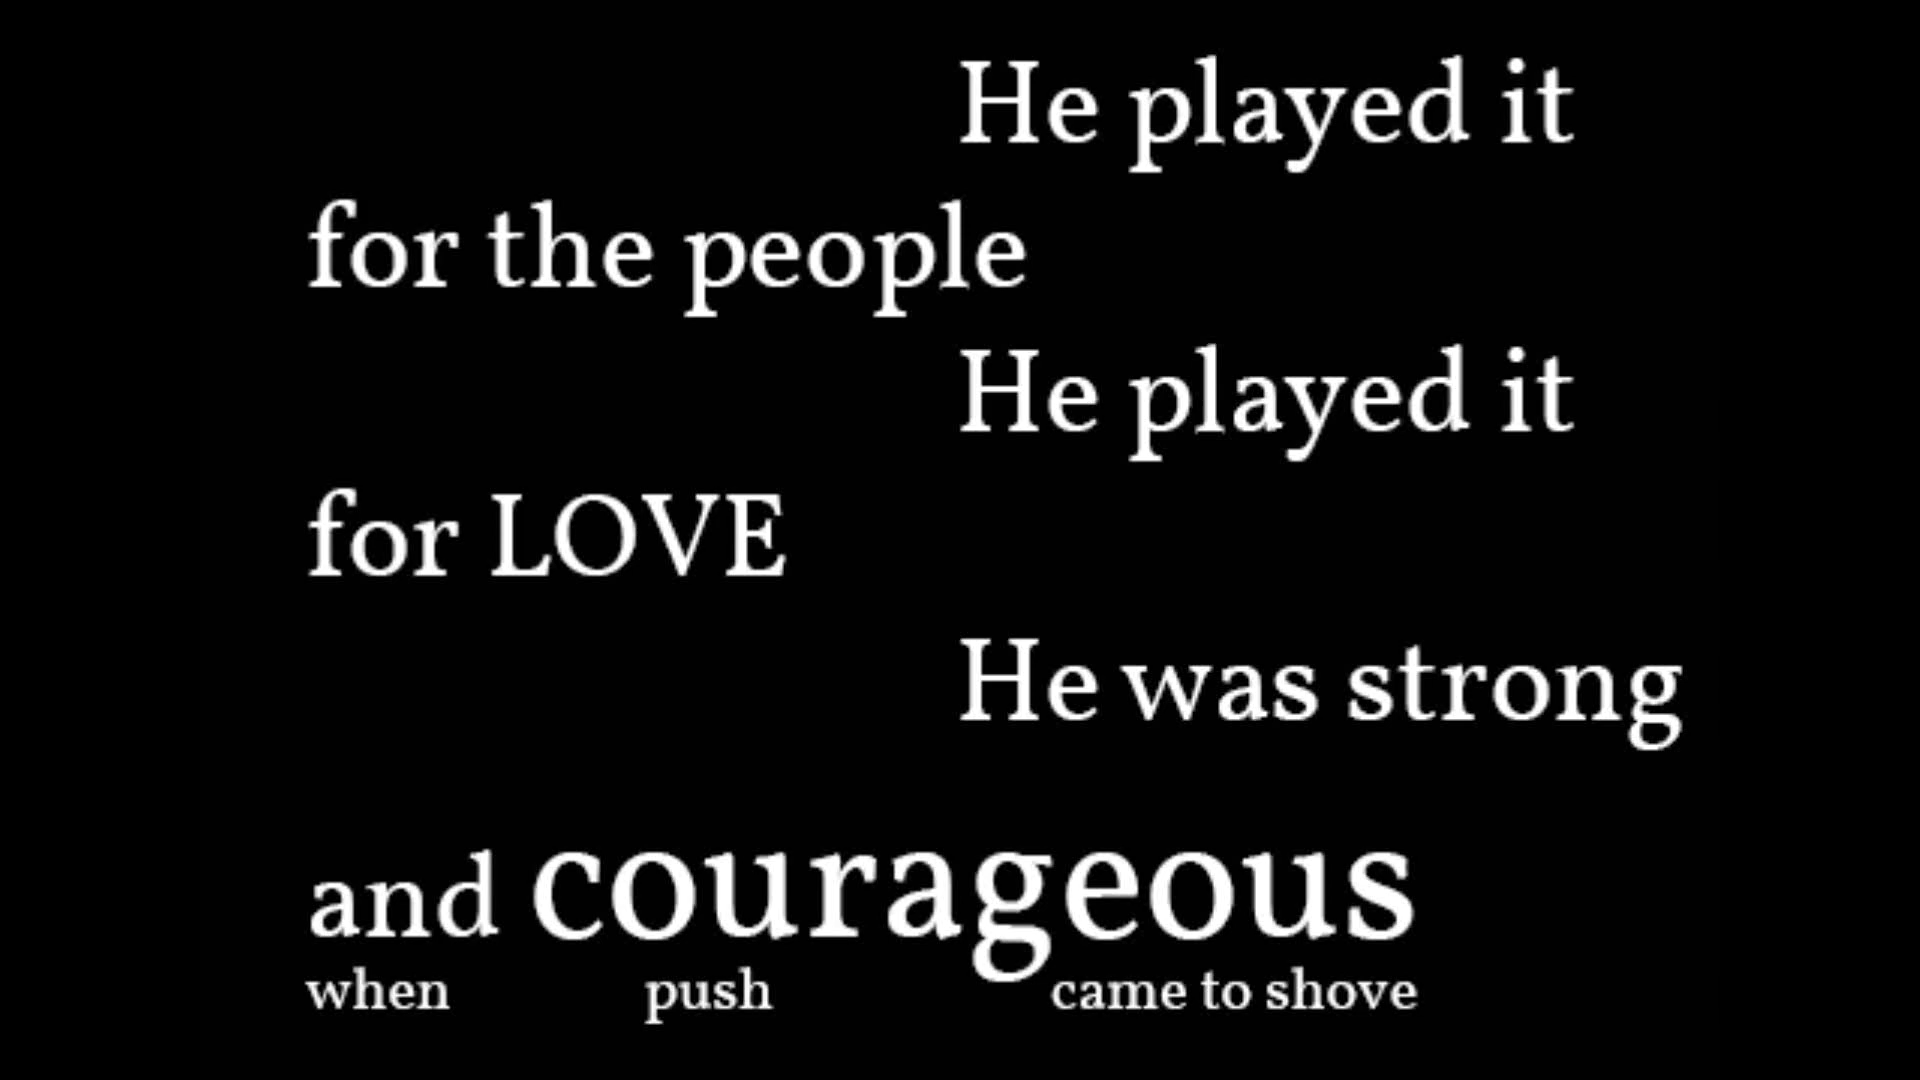 He played it
for the people
He played it
for LOVE
He was strong
and courageous
when push came to shove